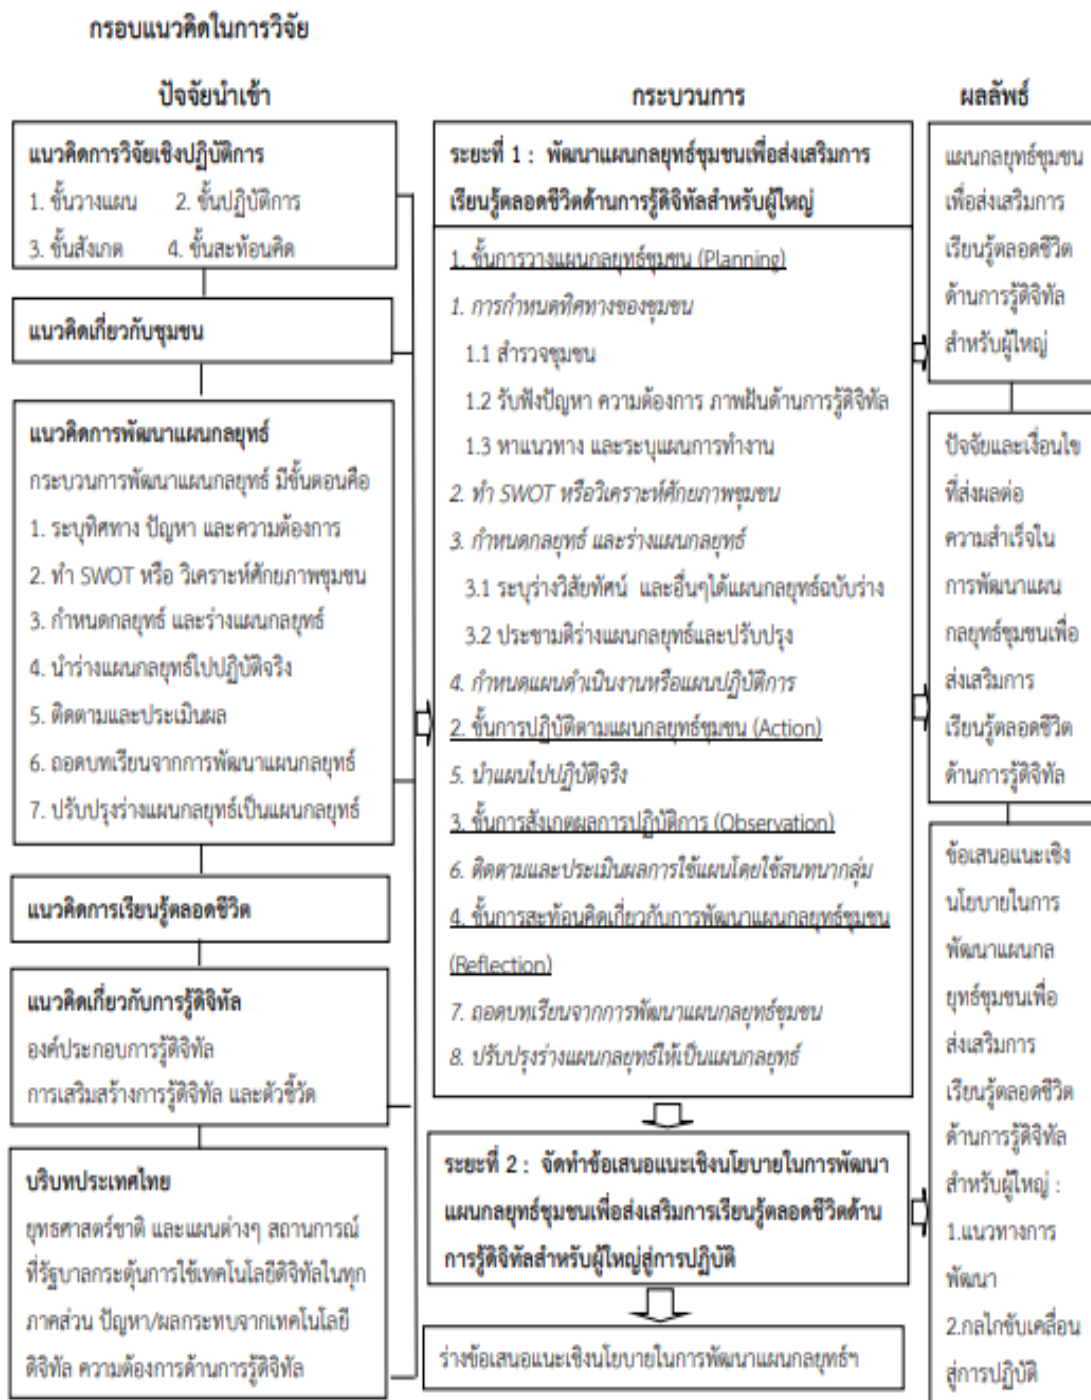 กรอบแนวคิดในการวิจัย
ปัจจัยนำเข้า
แนวคิดการวิจัยเชิงปฏิบัติการ
1. ขั้นวางแผน 2. ขั้นปฏิบัติการ
3. ขั้นสังเกต 4. ขั้นสะท้อนคิด
แนวคิดเกี่ยวกับชุมชน
แนวคิดการพัฒนาแผนกลยุทธ์
กระบวนการพัฒนาแผนกลยุทธ์ มีขั้นตอนคือ
1. ระบุทิศทาง ปัญหา และความต้องการ
2. ทำ SWOT หรือ วิเคราะห์ศักยภาพชุมชน
3. กำหนดกลยุทธ์ และร่างแผนกลยุทธ์
4. นำร่างแผนกลยุทธ์ไปปฏิบัติจริง
5. ติดตามและประเมินผล
6. ถอดบทเรียนจากการพัฒนาแผนกลยุทธ์
7. ปรับปรุงร่างแผนกลยุทธ์เป็นแผนกลยุทธ์
แนวคิดการเรียนรู้ตลอดชีวิต
แนวคิดเกี่ยวกับการรู้ดิจิทัล
องค์ประกอบการรู้ดิจิทัล
การเสริมสร้างการรู้ดิจิทัล และตัวชี้วัด
บริบทประเทศไทย
ยุทธศาสตร์ชาติ และแผนต่างๆ สถานการณ์
ที่รัฐบาลกระตุ้นการใช้เทคโนโลยีดิจิทัลในทุก
ภาคส่วน ปัญหา/ผลกระทบจากเทคโนโลยี
ดิจิทัล ความต้องการด้านการรู้ดิจิทัล
กระบวนการ
ระยะที่ 1 : พัฒนาแผนกลยุทธ์ชุมชนเพื่อส่งเสริมการ
เรียนรู้ตลอดชีวิตด้านการรู้ดิจิทัลสำหรับผู้ใหญ่
1. ขั้นการวางแผนกลยุทธ์ชุมชน (Planning)
1. การกำหนดทิศทางของชุมชน
1.1 สำรวจชุมชน
1.2 รับฟังปัญหา ความต้องการ ภาพฝันด้านการรู้ดิจิทัล
1.3 หาแนวทาง และระบุแผนการทำงาน
2. ทำ SWOT หรือวิเคราะห์ศักยภาพชุมชน
3. กำหนดกลยุทธ์ และร่างแผนกลยุทธ์
3.1 ระบุร่างวิสัยทัศน์ และอื่นๆได้แผนกลยุทธ์ฉบับร่าง
3.2 ประชามติร่างแผนกลยุทธ์และปรับปรุง
4. กำหนดแผนดำเนินงานหรือแผนปฏิบัติการ
2. ขั้นการปฏิบัติตามแผนกลยุทธ์ชุมชน (Action)
5. นำแผนไปปฏิบัติจริง
3. ขั้นการสังเกตผลการปฏิบัติการ (Observation)
6. ติดตามและประเมินผลการใช้แผนโดยใช้สนทนากลุ่ม
4. ขั้นการสะท้อนคิดเกี่ยวกับการพัฒนาแผนกลยุทธ์ชุมชน
(Reflection)
7. ถอดบทเรียนจากการพัฒนาแผนกลยุทธ์ชุมชน
8. ปรับปรุงร่างแผนกลยุทธ์ให้เป็นแผนกลยุทธ์
ระยะที่ 2 : จัดทำข้อเสนอแนะเชิงนโยบายในการพัฒนา
แผนกลยุทธ์ชุมชนเพื่อส่งเสริมการเรียนรู้ตลอดชีวิตด้าน
การรู้ดิจิทัลสำหรับผู้ใหญ่สู่การปฏิบัติ
ร่างข้อเสนอแนะเชิงนโยบายในการพัฒนาแผนกลยุทธ์ฯ
ผลลัพธ์
แผนกลยุทธ์ชุมชน
เพื่อส่งเสริมการ
เรียนรู้ตลอดชีวิต
ด้านการรู้ดิจิทัล
สำหรับผู้ใหญ่
ปัจจัยและเงื่อนไข
ที่ส่งผลต่อ
ความสำเร็จใน
การพัฒนาแผน
กลยุทธ์ชุมชนเพื่อ
ส่งเสริมการ
เรียนรู้ตลอดชีวิต
ด้านการรู้ดิจิทัล
ข้อเสนอแนะเชิง
นโยบายในการ
พัฒนาแผนกล
ยุทธ์ชุมชนเพื่อ
ส่งเสริมการ
เรียนรู้ตลอดชีวิต
ด้านการรู้ดิจิทัล
สำหรับผู้ใหญ่ :
1.แนวทางการ
พัฒนา
2.กลไกขับเคลื่อน
สู่การปฏิบัติ